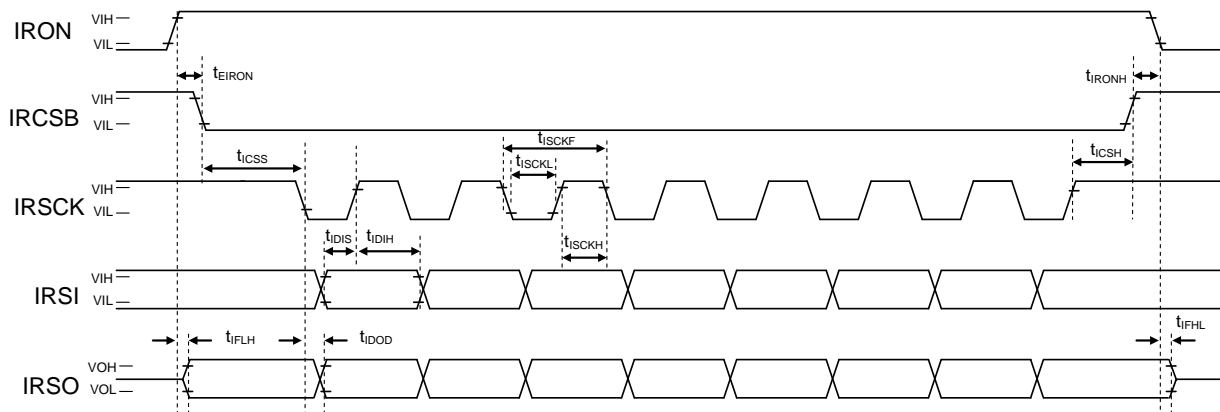 IRON
VIH
VIL
tEIRON
tIRONH
IRCSB
VIH
VIL
tICSS
tISCKF
tISCKL
tICSH
IRSCK
VIH
VIL
tIDIS
tIDIH
tISCKH
IRSI
VIH
VIL
tIFLH
tIDOD
tIFHL
IRSO
VOH
VOL